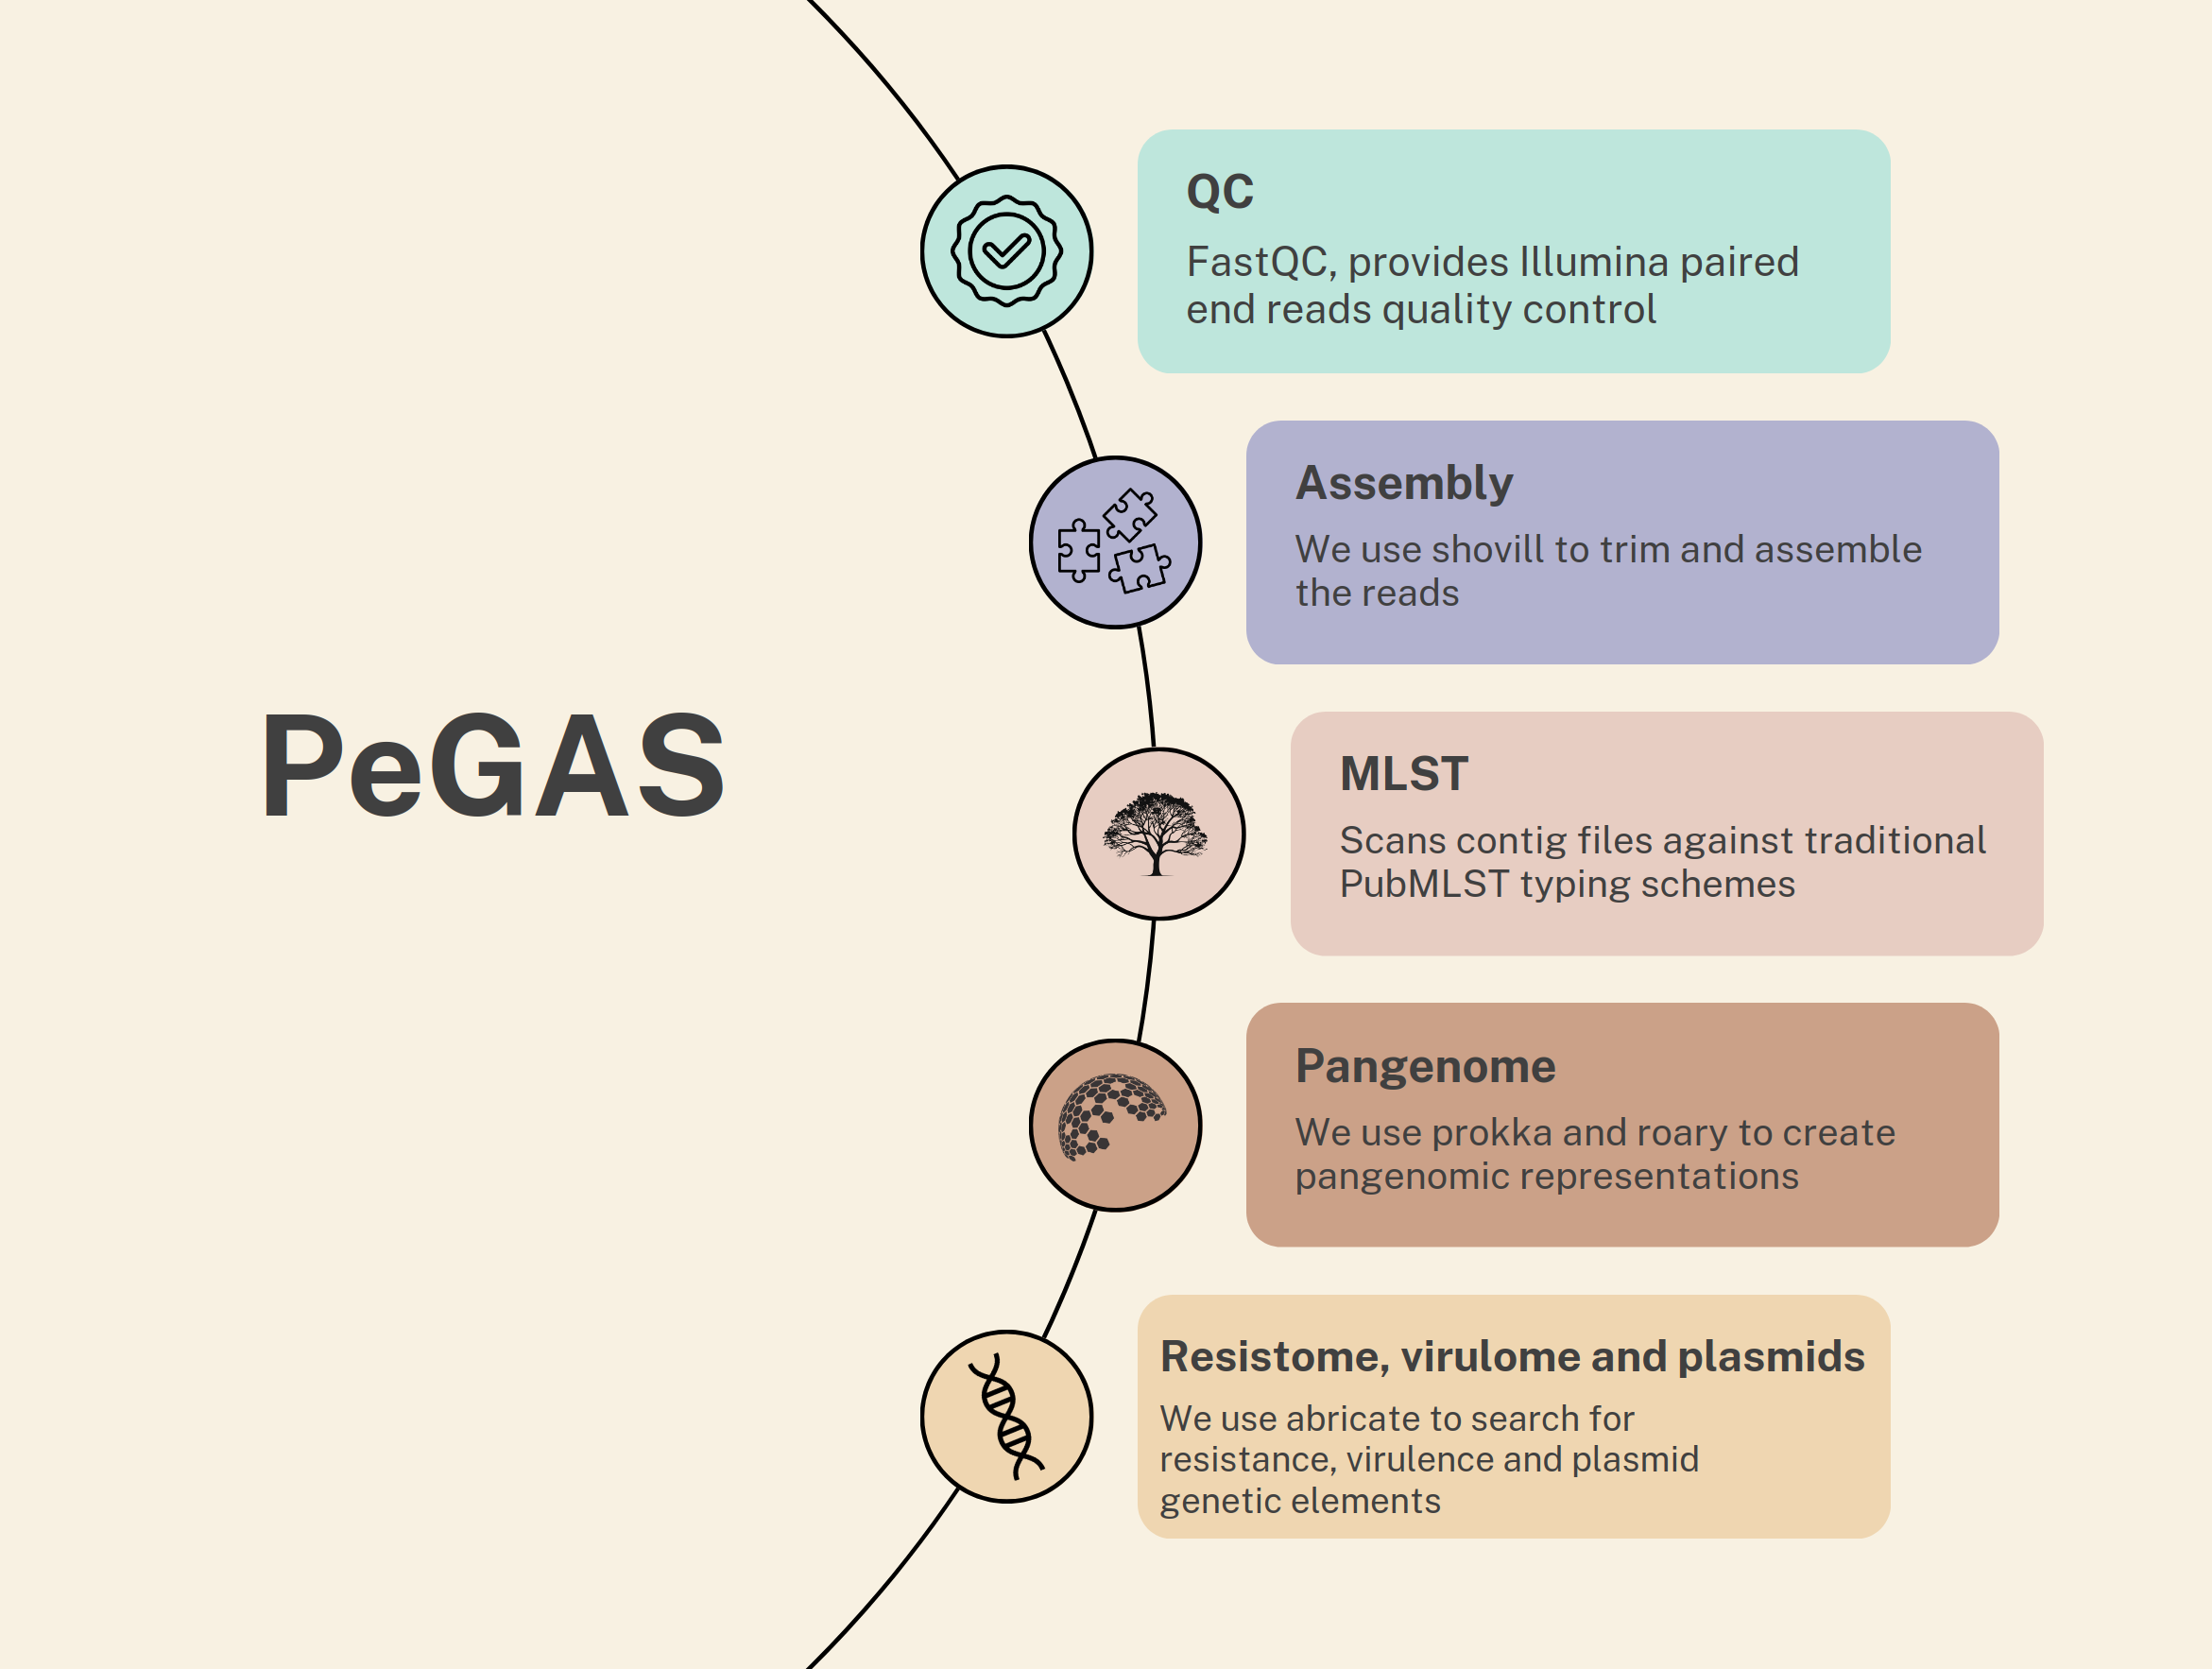 PeGAS
QC
FastQC, provides Illumina paired
end reads quality control
Assembly
We use shovill to trim and assemble
the reads
MLST
Scans contig files against traditional
PubMLST typing schemes
Pangenome
We use prokka and roary to create
pangenomic representations
Resistome, virulome and plasmids
We use abricate to search for
resistance, virulence and plasmid
genetic elements